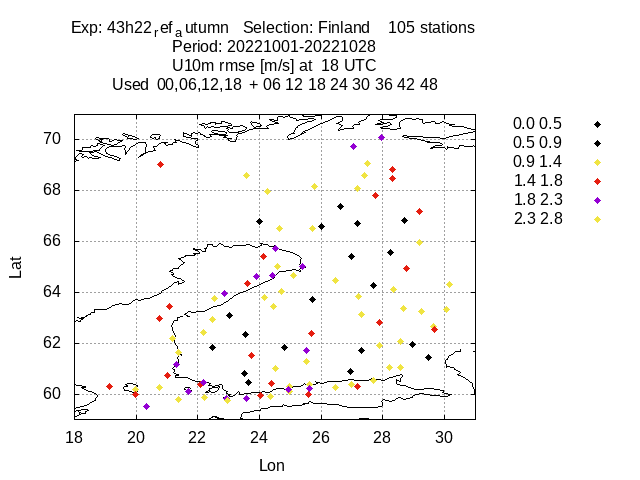 Exp: 43h22refautumn Selection: Finland 105 stations
Period: 20221001-20221028
U10m rmse [m/s] at 18 UTC
Used 00,06,12,18 + 06 12 18 24 30 36 42 48
0.0 0.5
0.5 0.9
0.9 1.4
1.4 1.8
1.8 2.3
2.3 2.8
70
68
66
64
62
60
Lat
18 20 22 24 26 28 30
Lon